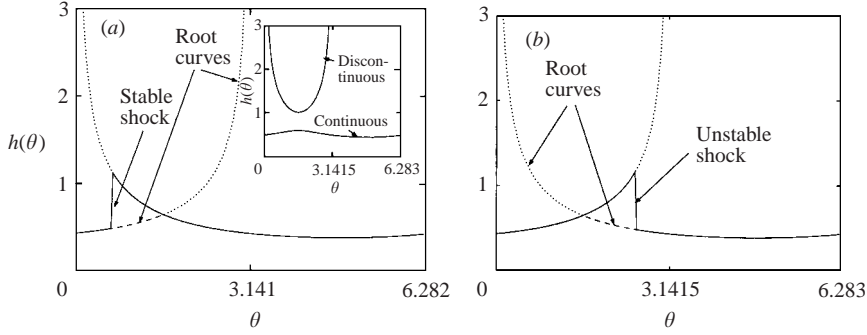 3
(a)
Root
curves
Stable
shock
2
h(θ)
1
0
3.141
6.282
θ
3
2
h(θ)
1
0
3.1415
6.283
θ
Discon-
tinuous
Continuous
3
(b)
Root
curves
Unstable
shock
2
1
0
3.1415
6.283
θ